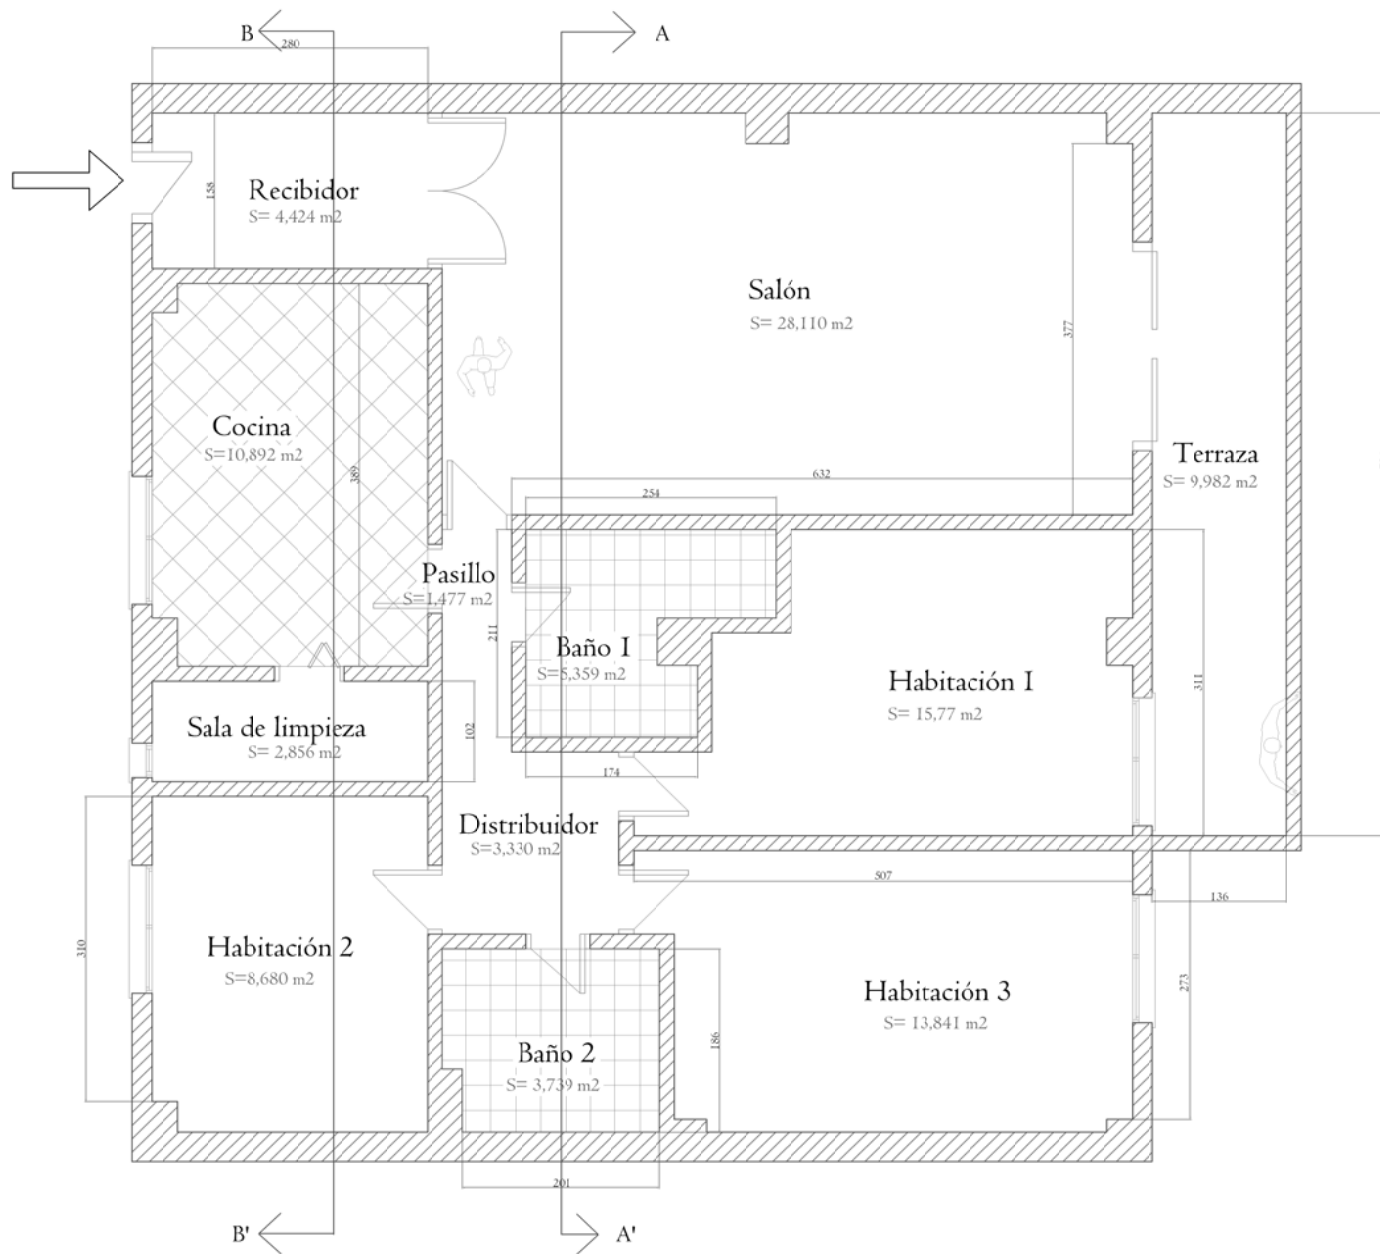 B
A
280
Recibidor
S= 4,424 m2
158
Salón
S= 28,110 m2
377
Cocina
S=10,892 m2
389
Terraza
S= 9,982 m2
632
254
Pasillo
S=1,477 m2
211
Baño 1
S=5,359 m2
Habitación 1
S= 15,77 m2
311
Sala de limpieza
S= 2,856 m2
102
174
Distribuidor
S=3,330 m2
507
136
Habitación 2
S=8,680 m2
310
Habitación 3
S= 13,841 m2
273
186
Baño 2
S= 3,739 m2
201
B'
A'